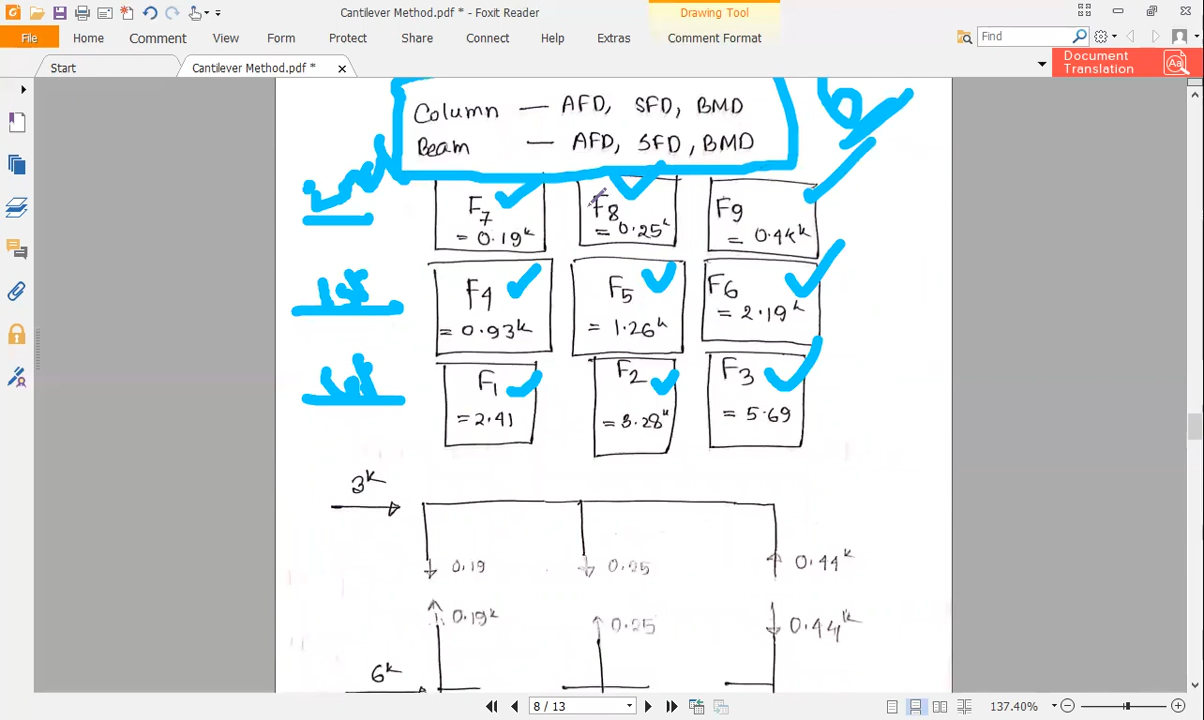 Cantilever Method.pdf * - Foxit Reader
Drawing Tool
File Home Comment View Form Protect Share Connect Help Extras Comment Format
Find
Start Cantilever Method.pdf *
Document Translation
Column — AFD, SFD, BMD
Beam — AFD, SFD, BMD
F7 = 0.19k
F8 = 0.25k
F9 = 0.44k
F4 = 0.93k
F5 = 1.26k
F6 = 2.19k
F1 = 2.41
F2 = 3.28k
F3 = 5.69
3k
0.19 0.25 0.44k
0.19k 0.25 0.44k
6k
8 / 13
137.40%